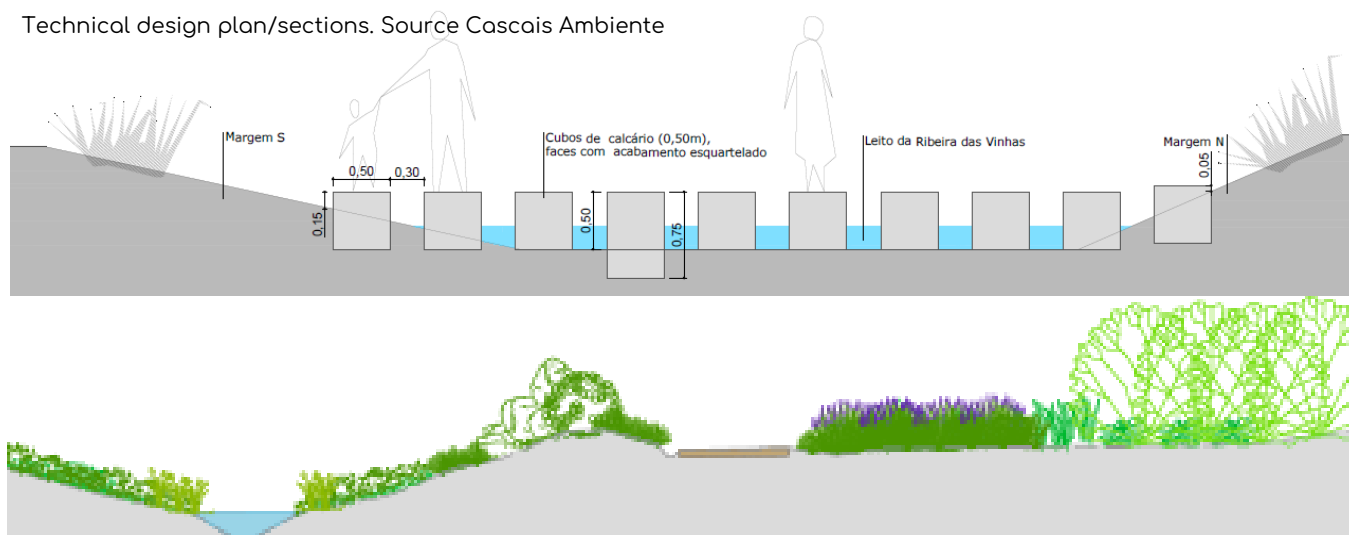 Technical design plan/sections. Source Cascais Ambiente
Margem S
Cubos de calcário (0,50m),
faces com acabamento esquartelado
Leito da Ribeira das Vinhas
Margem N
0,50
0,30
0,15
0,50
0,75
0,05